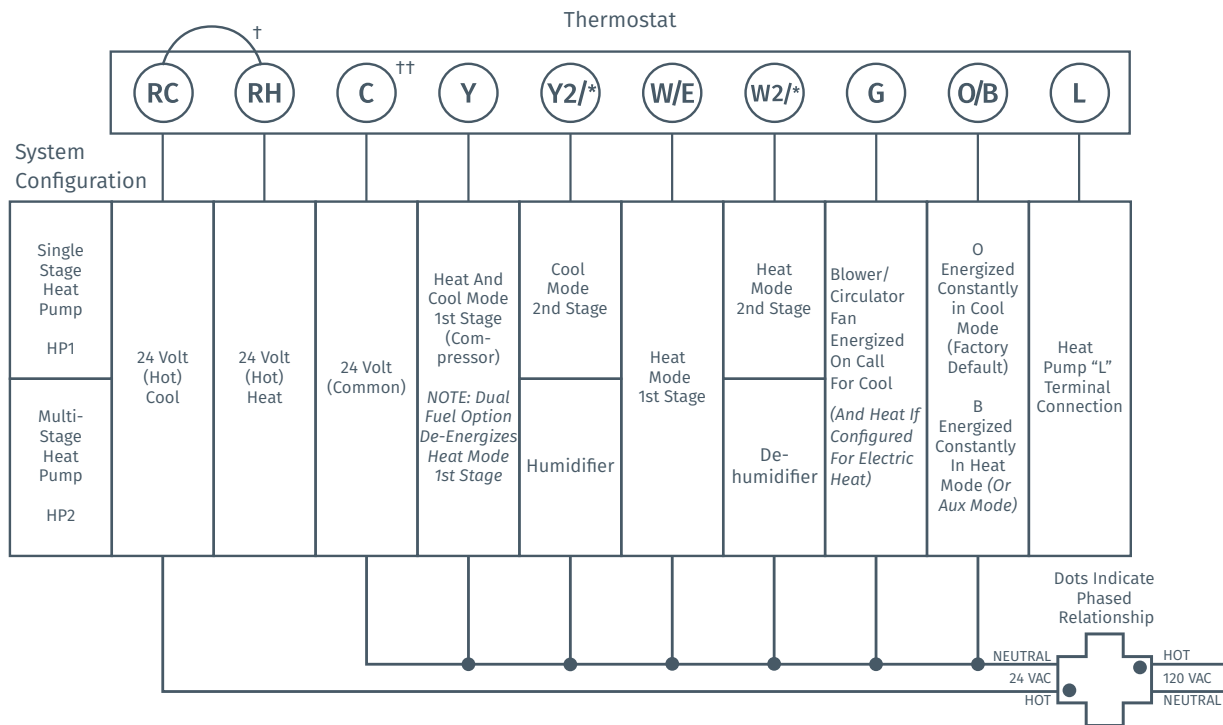 Thermostat
†
RC
RH
C
††
Y
Y2/*
W/E
W2/*
G
O/B
L
System
Configuration
Single
Stage
Heat
Pump
HP1
Multi-
Stage
Heat
Pump
HP2
24 Volt
(Hot)
Cool
24 Volt
(Hot)
Heat
24 Volt
(Common)
Heat And
Cool Mode
1st Stage
(Com-
pressor)
NOTE: Dual
Fuel Option
De-Energizes
Heat Mode
1st Stage
Cool
Mode
2nd Stage
Humidifier
Heat
Mode
1st Stage
Heat
Mode
2nd Stage
De-
humidifier
Blower/
Circulator
Fan
Energized
On Call
For Cool
(And Heat If
Configured
For Electric
Heat)
O
Energized
Constantly
in Cool
Mode
(Factory
Default)
B
Energized
Constantly
In Heat
Mode (Or
Aux Mode)
Heat
Pump “L”
Terminal
Connection
Dots Indicate
Phased
Relationship
NEUTRAL
24 VAC
HOT
HOT
120 VAC
NEUTRAL